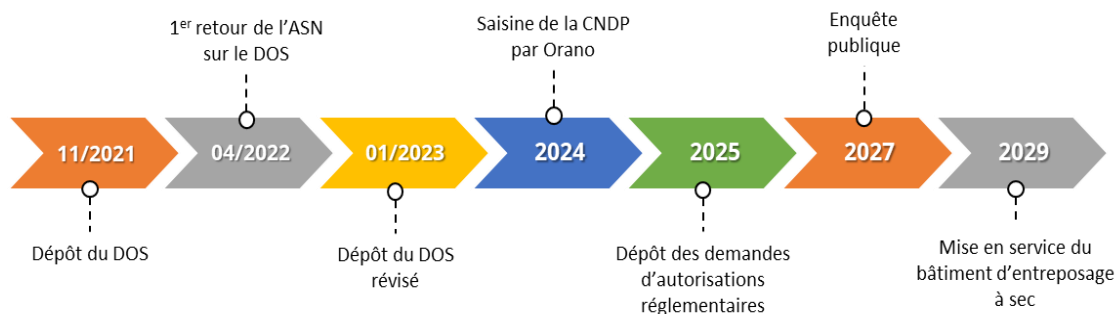 1er retour de l'ASN
sur le DOS
Saisine de la CNDP
par Orano
Enquête
publique
11/2021
04/2022
01/2023
2024
2025
2027
2029
Dépôt du DOS
Dépôt du DOS
révisé
Dépôt des demandes
d'autorisations
réglementaires
Mise en service du
bâtiment d'entreposage
à sec